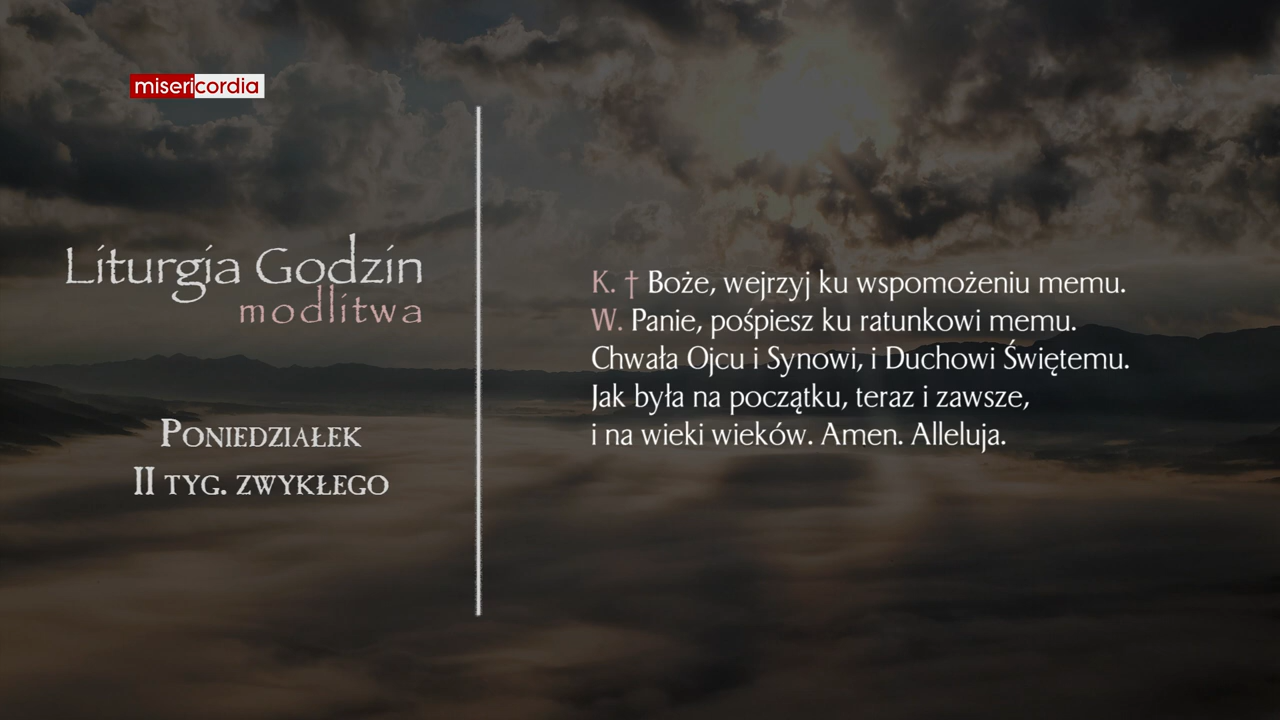 misericordia
Liturgia Godzin
modlitwa
Poniedziałek
II tyg. zwykłego
K. † Boże, wejrzyj ku wspomożeniu memu.
W. Panie, pośpiesz ku ratunkowi memu.
Chwała Ojcu i Synowi, i Duchowi Świętemu.
Jak była na początku, teraz i zawsze,
i na wieki wieków. Amen. Alleluja.